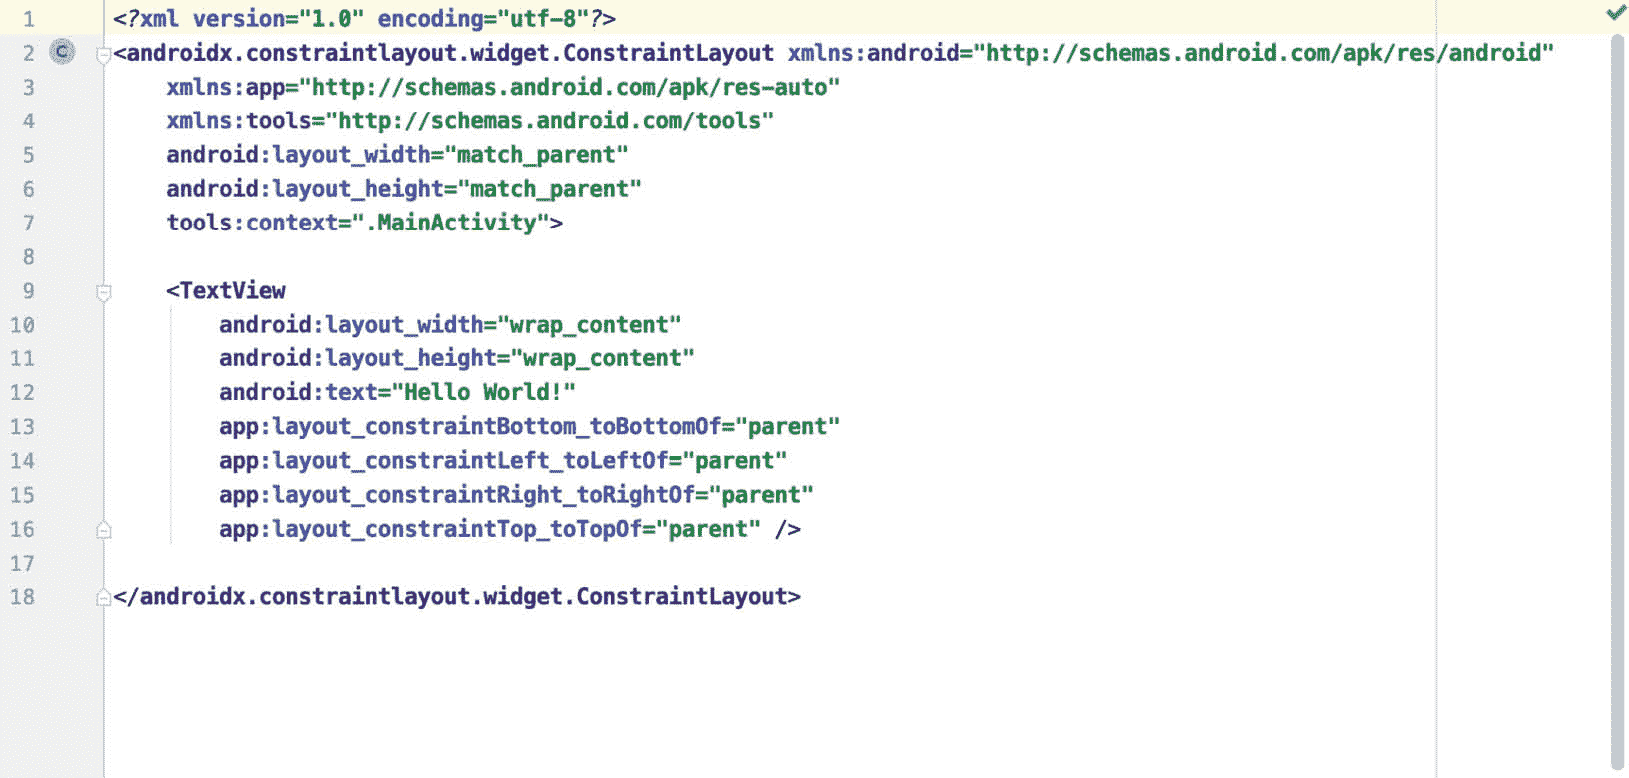 1 <?xml version="1.0" encoding="utf-8"?>
2 C <androidx.constraintlayout.widget.ConstraintLayout xmlns:android="http://schemas.android.com/apk/res/android"
3     xmlns:app="http://schemas.android.com/apk/res-auto"
4     xmlns:tools="http://schemas.android.com/tools"
5     android:layout_width="match_parent"
6     android:layout_height="match_parent"
7     tools:context=".MainActivity">
8
9     <TextView
10         android:layout_width="wrap_content"
11         android:layout_height="wrap_content"
12         android:text="Hello World!"
13         app:layout_constraintBottom_toBottomOf="parent"
14         app:layout_constraintLeft_toLeftOf="parent"
15         app:layout_constraintRight_toRightOf="parent"
16         app:layout_constraintTop_toTopOf="parent" />
17
18 </androidx.constraintlayout.widget.ConstraintLayout>